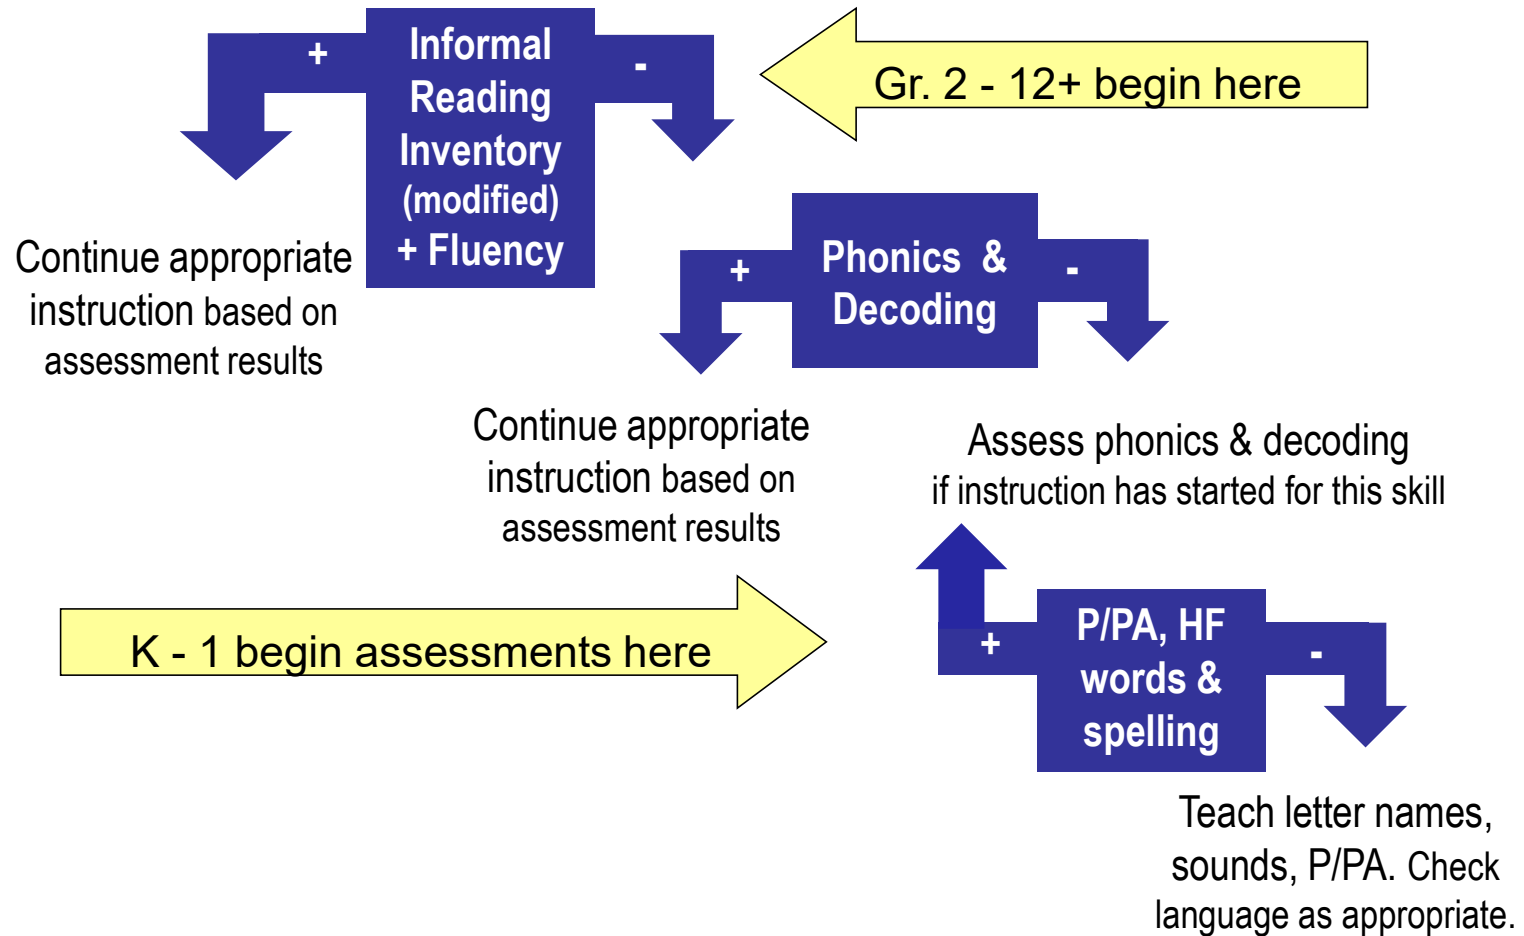 +
Informal
Reading
Inventory
(modified)
+ Fluency
-
Gr. 2 - 12+ begin here
Continue appropriate
instruction based on
assessment results
+
Phonics &
Decoding
-
Continue appropriate
instruction based on
assessment results
Assess phonics & decoding
if instruction has started for this skill
K - 1 begin assessments here
+
P/PA, HF
words &
spelling
-
Teach letter names,
sounds, P/PA. Check
language as appropriate.